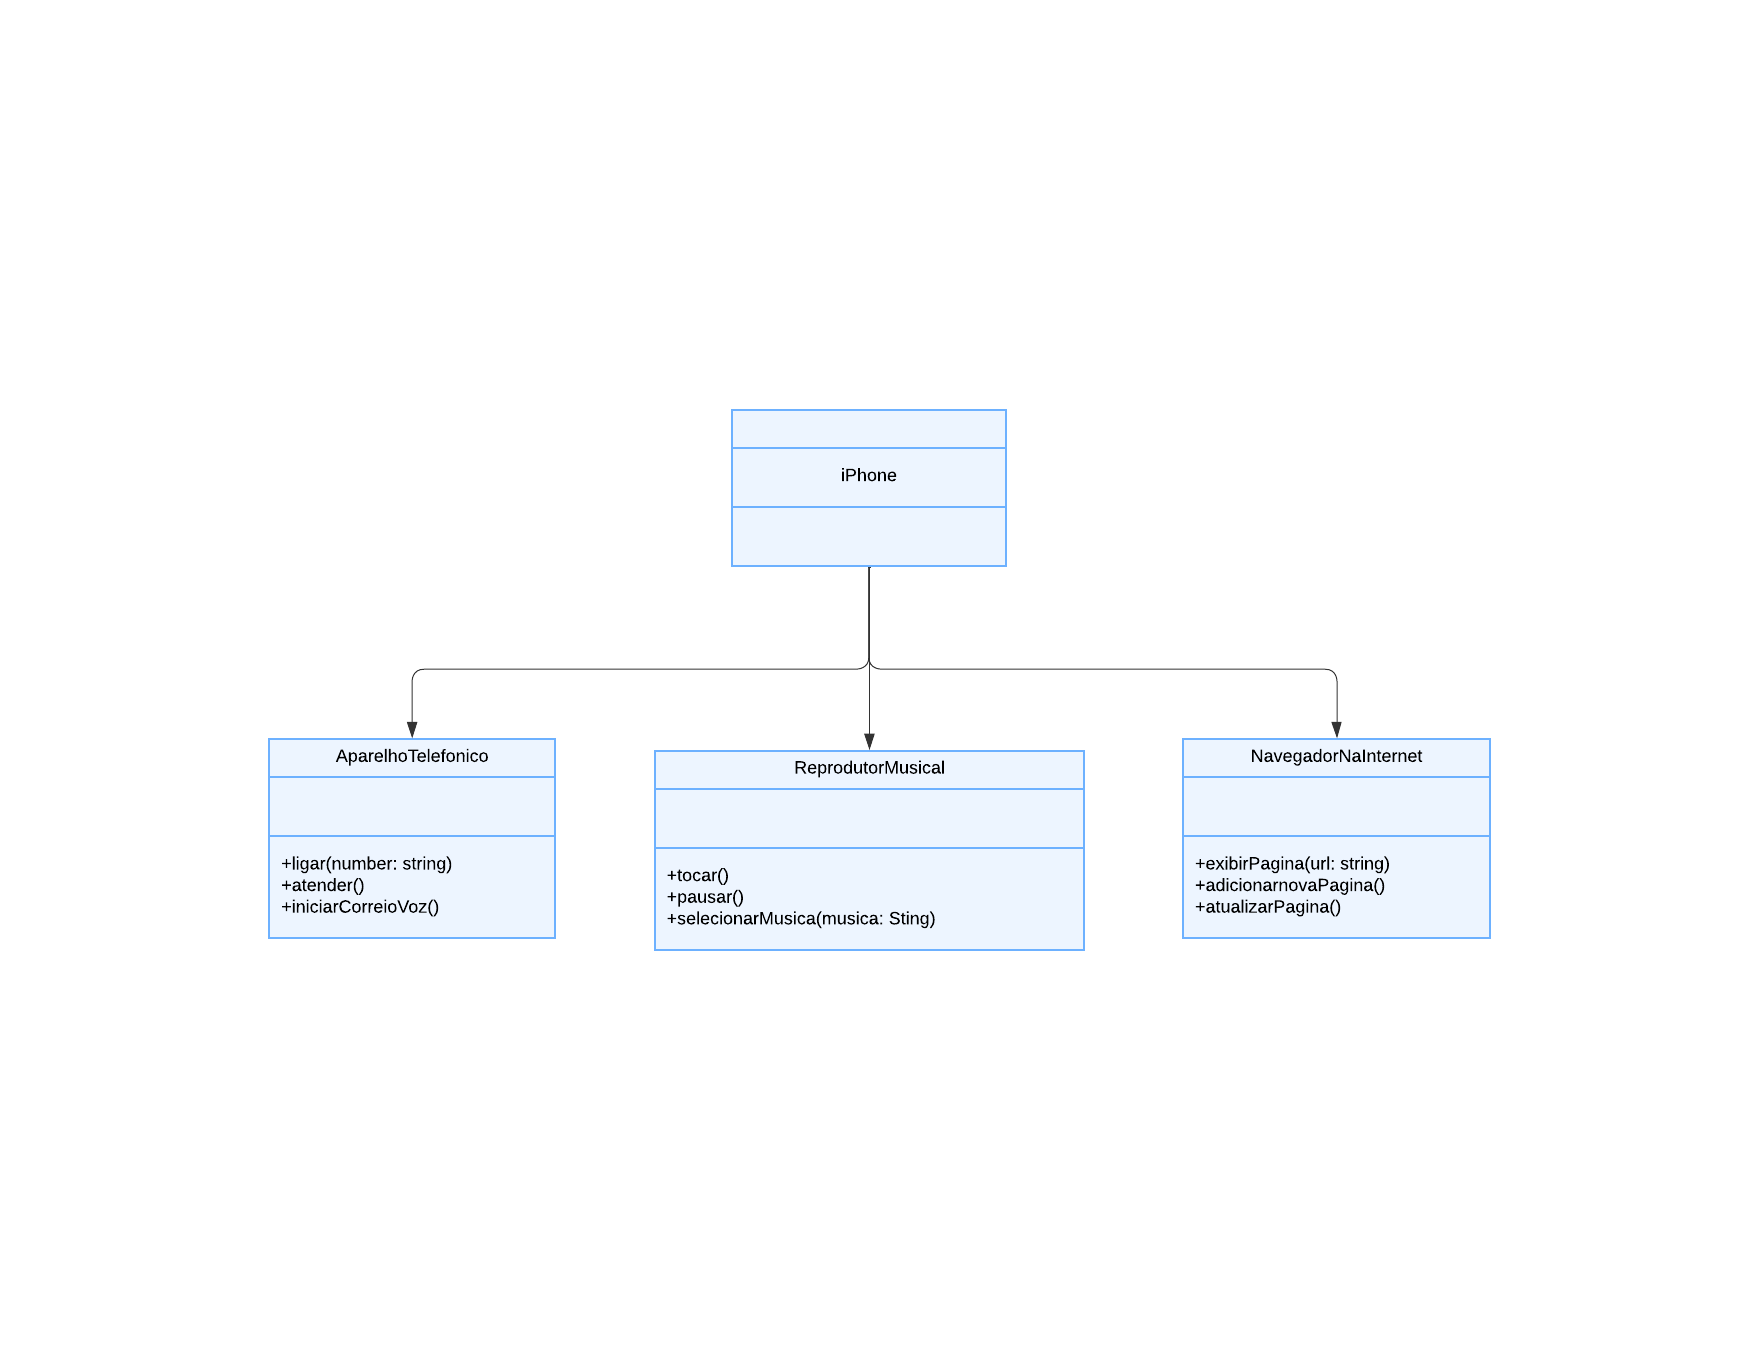 iPhone
AparelhoTelefonico
+ligar(number: string)
+atender()
+iniciarCorreioVoz()
ReprodutorMusical
+tocar()
+pausar()
+selecionarMusica(musica: Sting)
NavegadorNaInternet
+exibirPagina(url: string)
+adicionarnovaPagina()
+atualizarPagina()